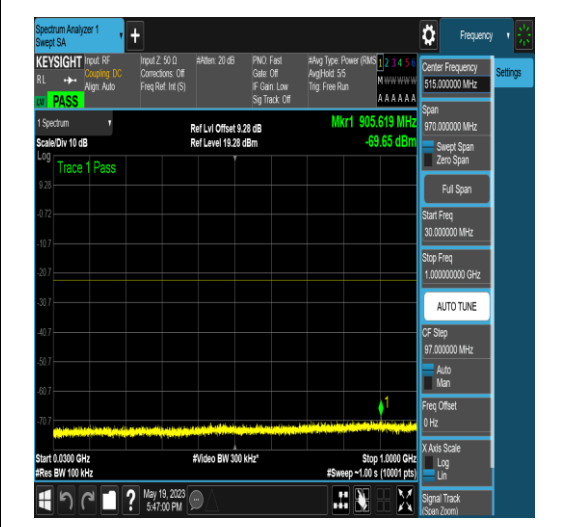 Spectrum Analyzer 1
Swept SA
+
Frequency
KEYSIGHT
RL
PASS
Input: RF
Coupling: DC
Align: Auto
Input Z: 50 Ω
Corrections: Off
Freq Ref: Int (S)
#Atten: 20 dB
PNO: Fast
Gate: Off
IF Gain: Low
Sig Track: Off
#Avg Type: Power (RMS
Avg|Hold: 5/5
Trig: Free Run
1 2 3 4 5 6
M W W W W W
A A A A A A
1 Spectrum
Scale/Div 10 dB
Ref Lvl Offset 9.28 dB
Ref Level 19.28 dBm
Mkr1 905.619 MHz
-69.65 dBm
Log
Trace 1 Pass
9.28
-0.72
-10.7
-20.7
-30.7
-40.7
-50.7
-60.7
-70.7
1
Start 0.0300 GHz
#Res BW 100 kHz
#Video BW 300 kHz*
Stop 1.0000 GHz
#Sweep ~1.00 s (10001 pts)
?
May 19, 2023
5:47:00 PM
Center Frequency
515.000000 MHz
Settings
Span
970.000000 MHz
Swept Span
Zero Span
Full Span
Start Freq
30.000000 MHz
Stop Freq
1.000000000 GHz
AUTO TUNE
CF Step
97.000000 MHz
Auto
Man
Freq Offset
0 Hz
X Axis Scale
Log
Lin
Signal Track
(Span Zoom)